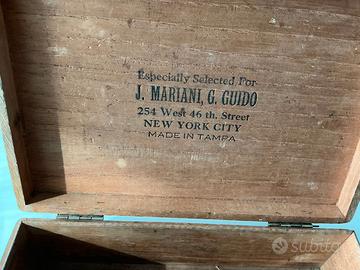 Especially Selected For
J. MARIANI, G. GUIDO
254 West 46 th. Street
NEW YORK CITY
MADE IN TAMPA
subito